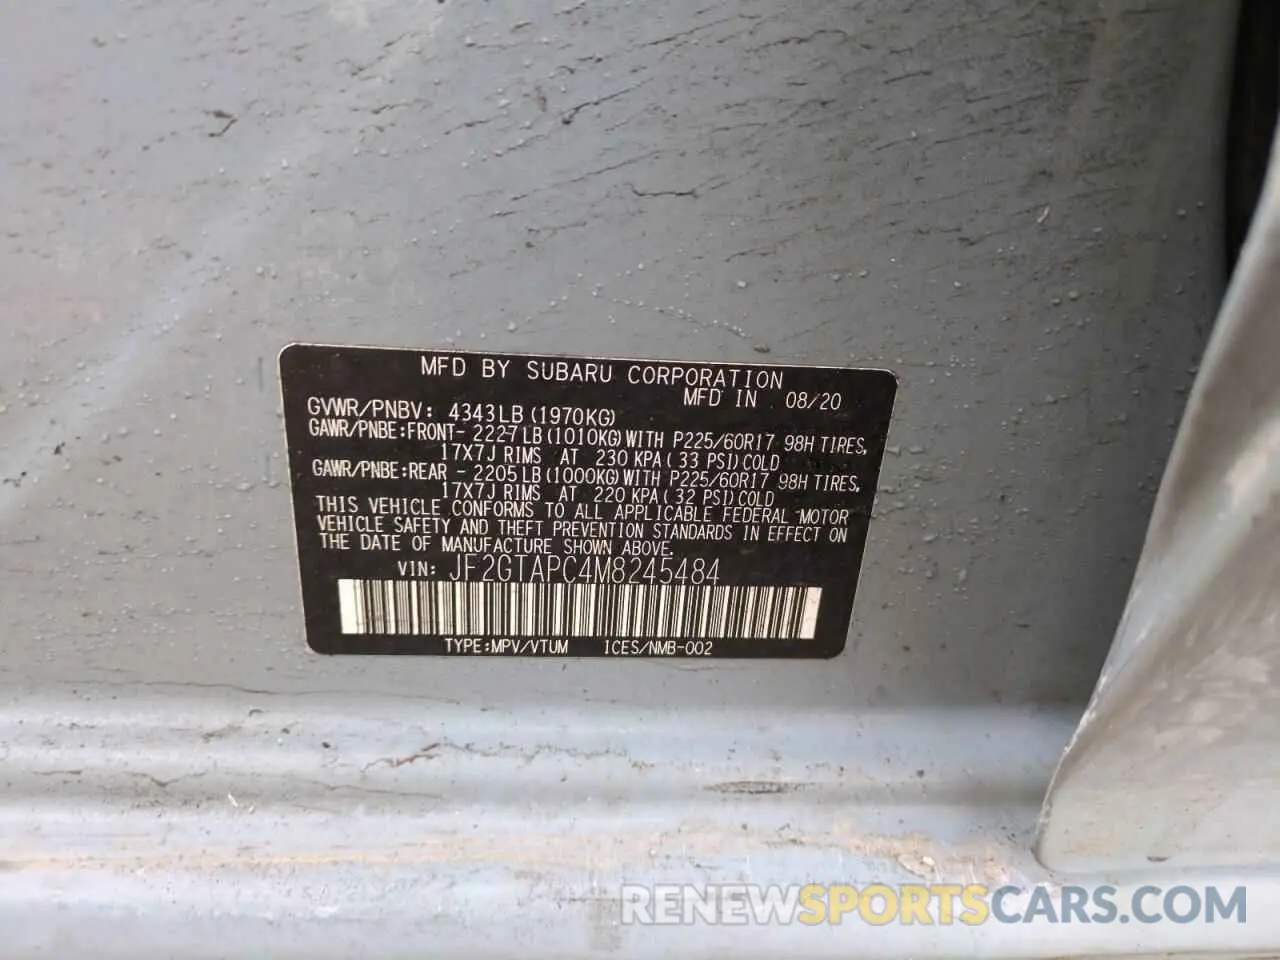 MFD BY SUBARU CORPORATION
MFD IN 08/20
GVWR/PNBV: 4343LB(1970KG)
GAWR/PNBE:FRONT- 2227LB(1010KG)WITH P225/60R17 98H TIRES,
17X7J RIMS AT 230 KPA(33 PSI)COLD
GAWR/PNBE:REAR - 2205LB(1000KG)WITH P225/60R17 98H TIRES,
17X7J RIMS AT 220 KPA(32 PSI)COLD
THIS VEHICLE CONFORMS TO ALL APPLICABLE FEDERAL MOTOR
VEHICLE SAFETY AND THEFT PREVENTION STANDARDS IN EFFECT ON
THE DATE OF MANUFACTURE SHOWN ABOVE.
VIN: JF2GTAPC4M8245484
TYPE:MPV/VTUM ICES/NMB-002
RENEWSPORTSCARS.COM